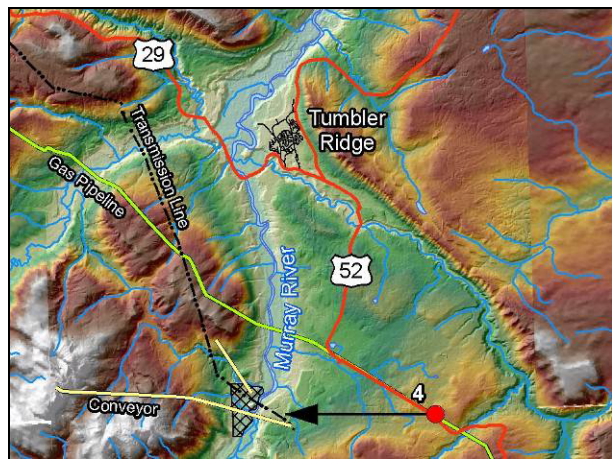 29
Tumbler
Ridge
Transmission Line
Gas Pipeline
52
Murray River
4
Conveyor